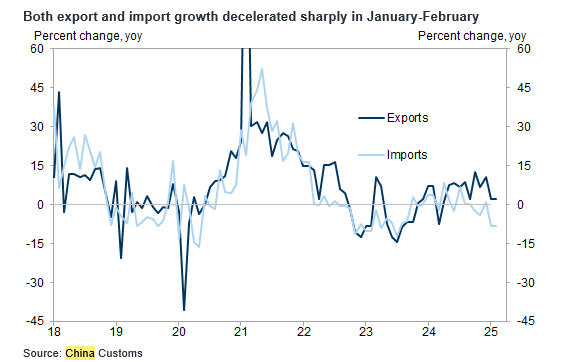 Both export and import growth decelerated sharply in January-February
Percent change, yoy Percent change, yoy
60 60
45 45
30 30
15 15
0 0
-15 -15
-30 -30
-45 -45
Exports
Imports
18 19 20 21 22 23 24 25
Source: China Customs